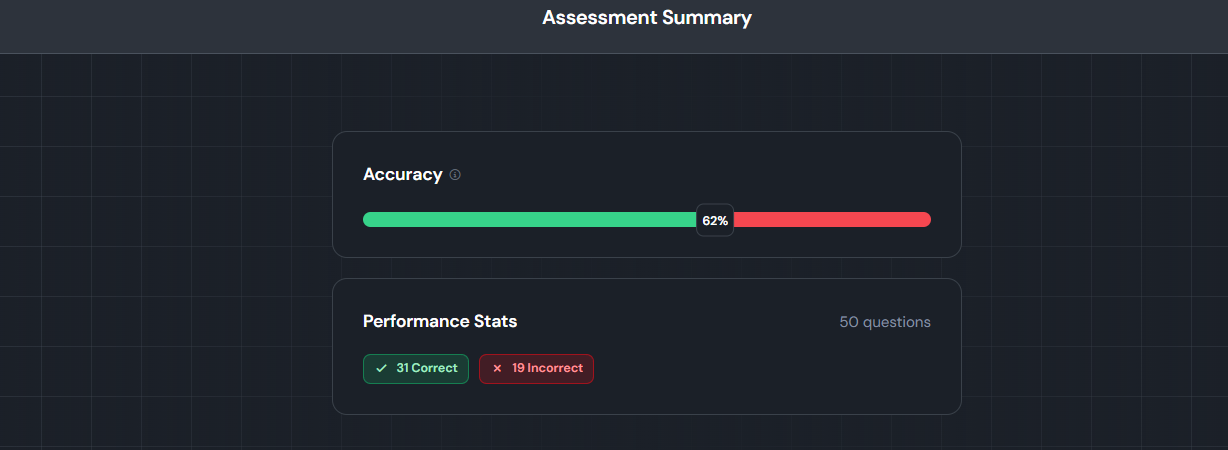 Assessment Summary
Accuracy
62%
Performance Stats
50 questions
31 Correct
19 Incorrect